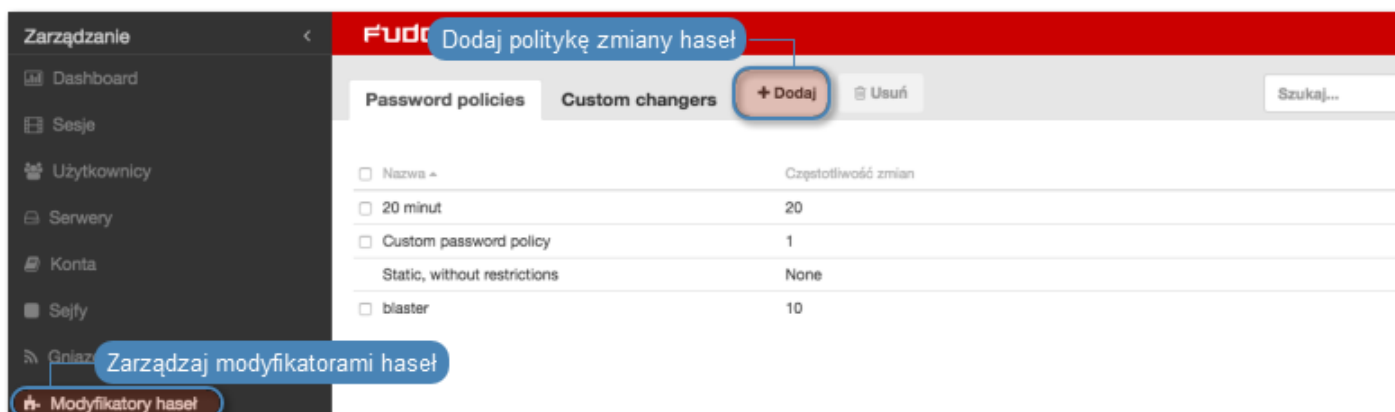 Zarządzanie
Dodaj politykę zmiany haseł
Dashboard
Password policies
Custom changers
+ Dodaj
Usuń
Szukaj...
Sesje
Użytkownicy
Nazwa
Częstotliwość zmian
20 minut
20
Serwery
Custom password policy
1
Konta
Static, without restrictions
None
Sejfy
blaster
10
Zarządzaj modyfikatorami haseł
Modyfikatory haseł